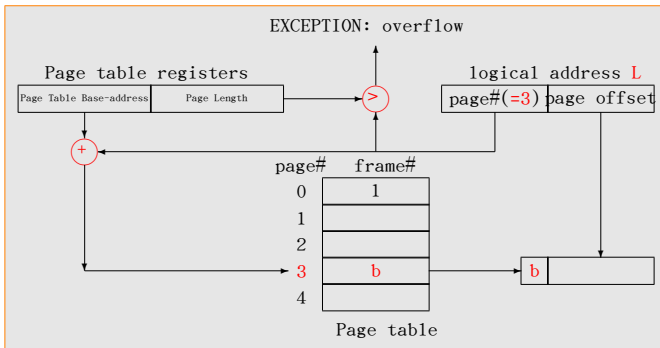 EXCEPTION: overflow
Page table registers
logical address L
Page Table Base-address
Page Length
>
page#(=3)
page offset
+
page#
frame#
0
1
1
2
3
b
b
4
Page table